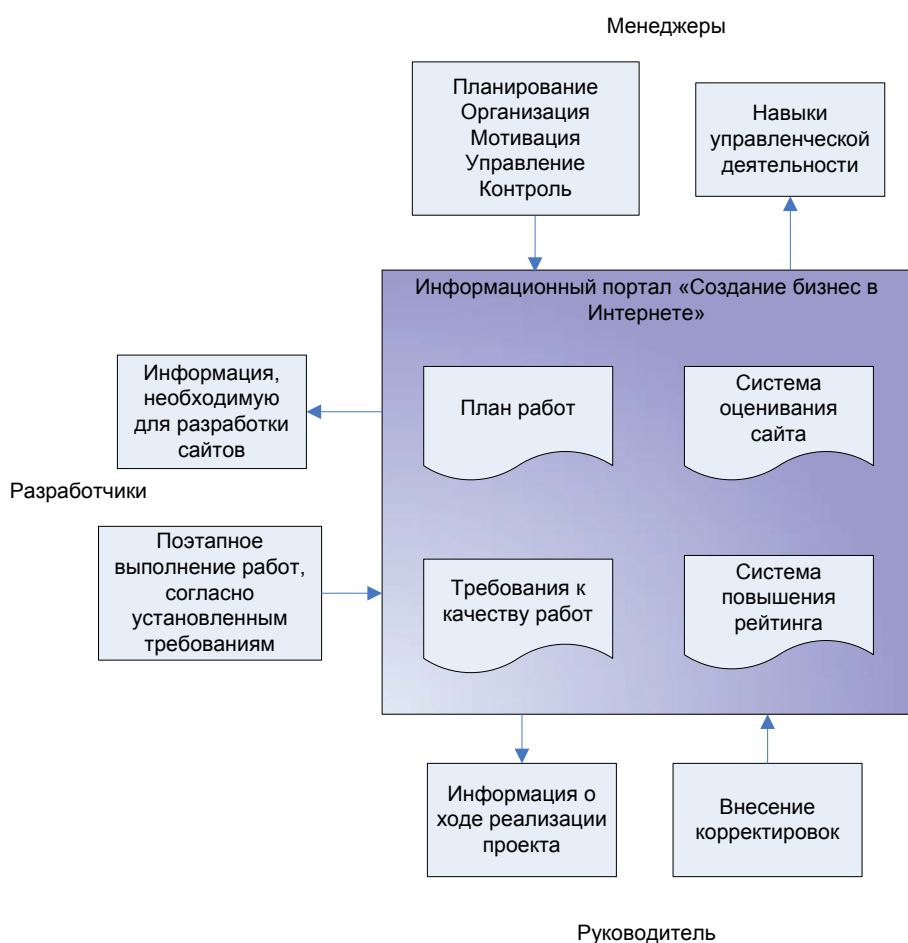 Менеджеры
Планирование
Организация
Мотивация
Управление
Контроль
Навыки
управленческой
деятельности
Информационный портал «Создание бизнес в
Интернете»
Информация,
необходимую
для разработки
сайтов
План работ
Система
оценивания
сайта
Разработчики
Поэтапное
выполнение работ,
согласно
установленным
требованиям
Требования к
качеству работ
Система
повышения
рейтинга
Информация о
ходе реализации
проекта
Внесение
корректировок
Руководитель